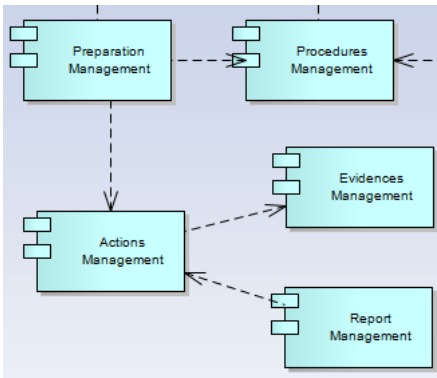 Preparation
Management
Procedures
Management
Evidences
Management
Actions
Management
Report
Management